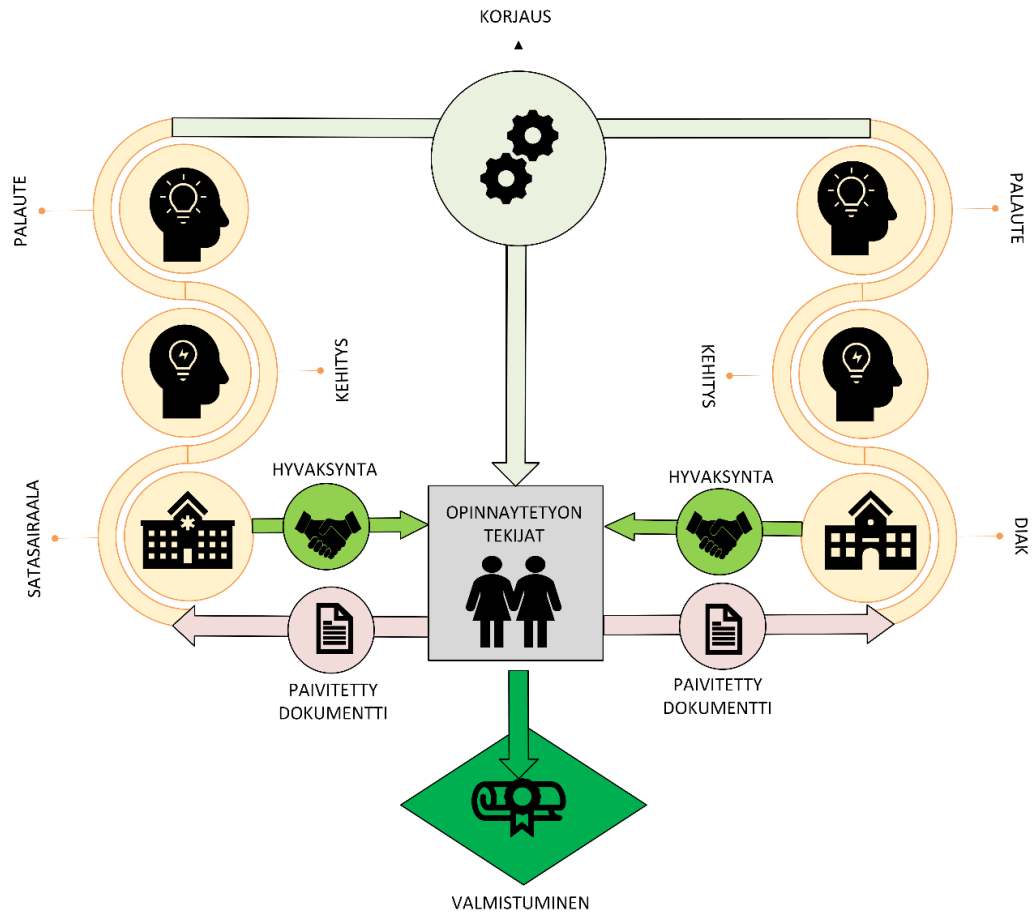 KORJAUS
PALAUTE
PALAUTE
KEHITYS
KEHITYS
SATASAIRAALA
HYVAKSYNTA
OPINNAYTETYON
TEKIJAT
HYVAKSYNTA
DIAK
PAIVITETTY
DOKUMENTTI
PAIVITETTY
DOKUMENTTI
VALMISTUMINEN